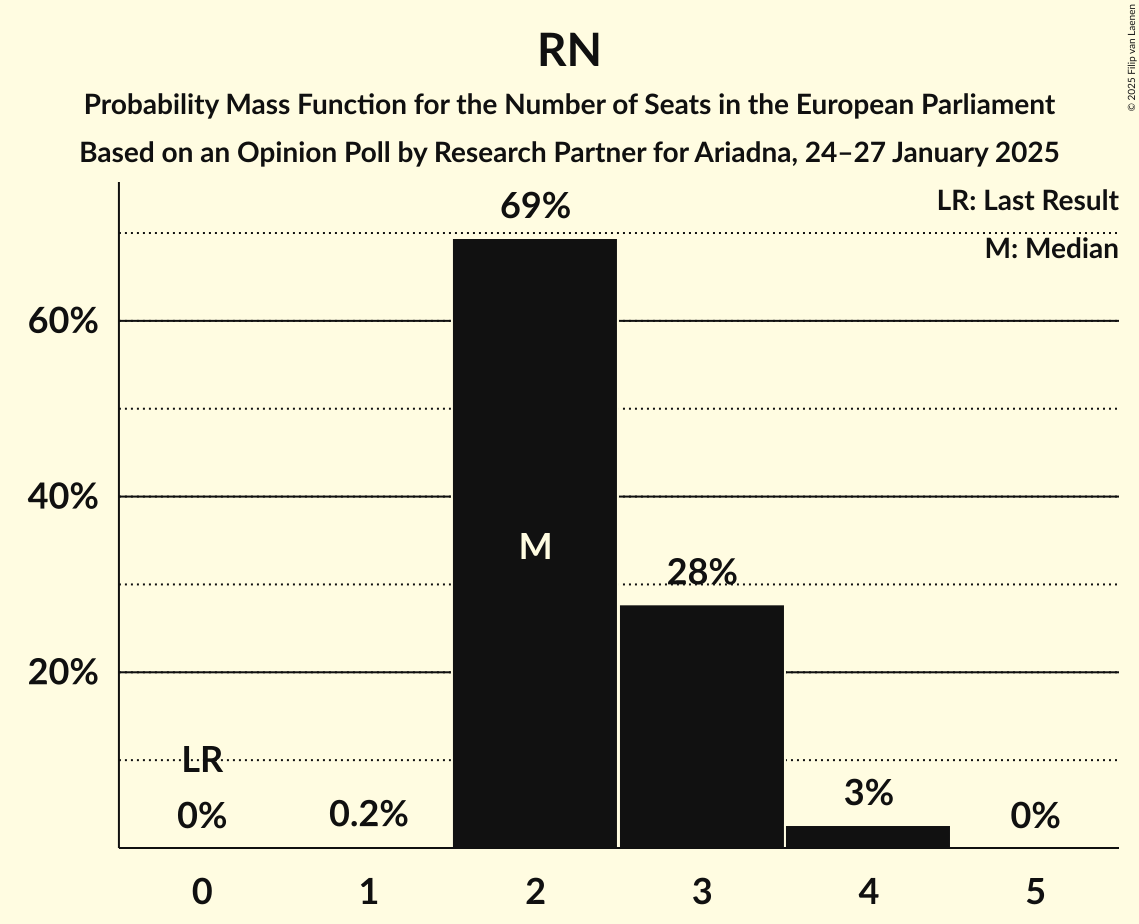 RN
Probability Mass Function for the Number of Seats in the European Parliament
Based on an Opinion Poll by Research Partner for Ariadna, 24–27 January 2025
© 2025 Filip van Laenen
LR: Last Result
M: Median
69%
60%
40%
20%
M
28%
LR
0%
0.2%
3%
0%
0 1 2 3 4 5